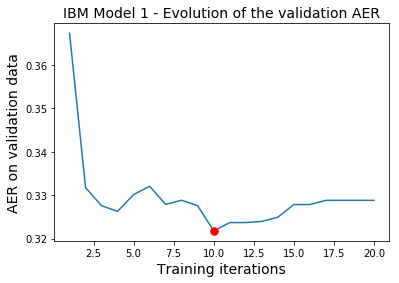 IBM Model 1 - Evolution of the validation AER
AER on validation data
0.36
0.35
0.34
0.33
0.32
2.5 5.0 7.5 10.0 12.5 15.0 17.5 20.0
Training iterations